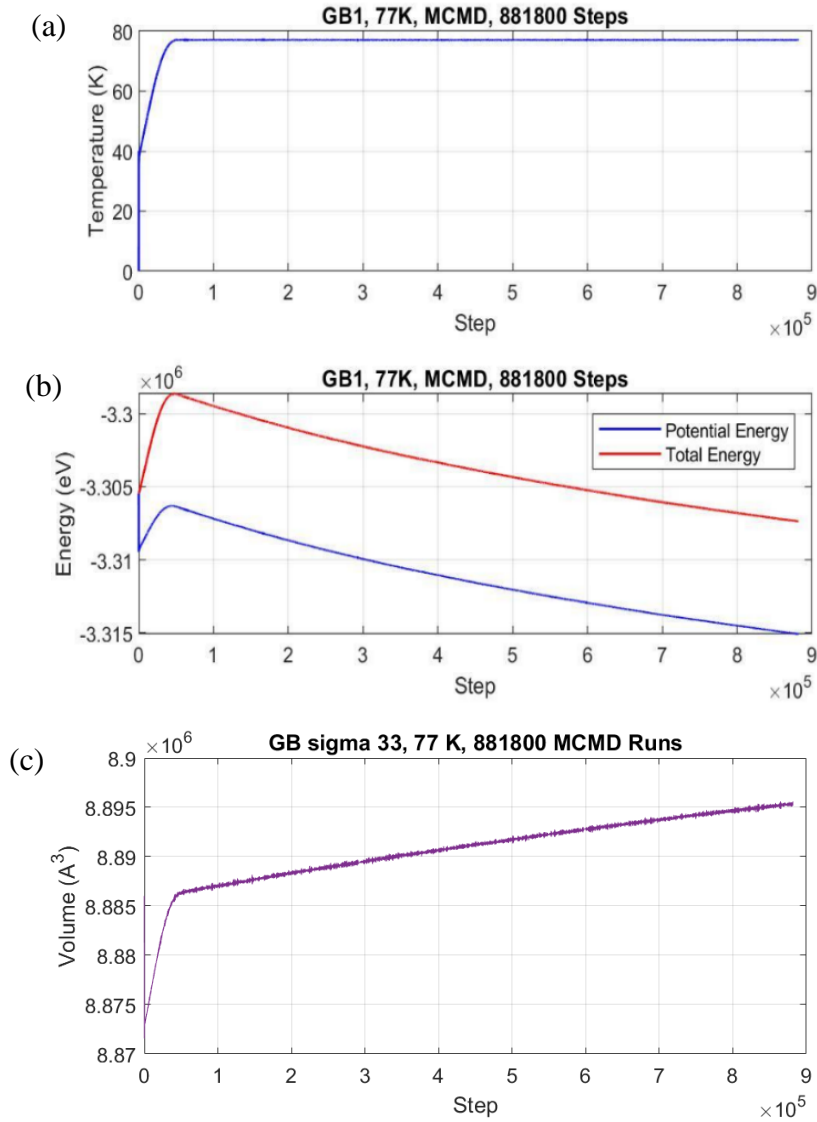 (a)
GB1, 77K, MCMD, 881800 Steps
80
60
40
20
0
Temperature (K)
0 1 2 3 4 5 6 7 8 9
Step
×10^5
(b)
×10^6
GB1, 77K, MCMD, 881800 Steps
-3.3
-3.305
-3.31
-3.315
Energy (eV)
Potential Energy
Total Energy
0 1 2 3 4 5 6 7 8 9
Step
×10^5
(c)
×10^6
GB sigma 33, 77 K, 881800 MCMD Runs
8.9
8.895
8.89
8.885
8.88
8.875
8.87
Volume (A^3)
0 1 2 3 4 5 6 7 8 9
Step
×10^5